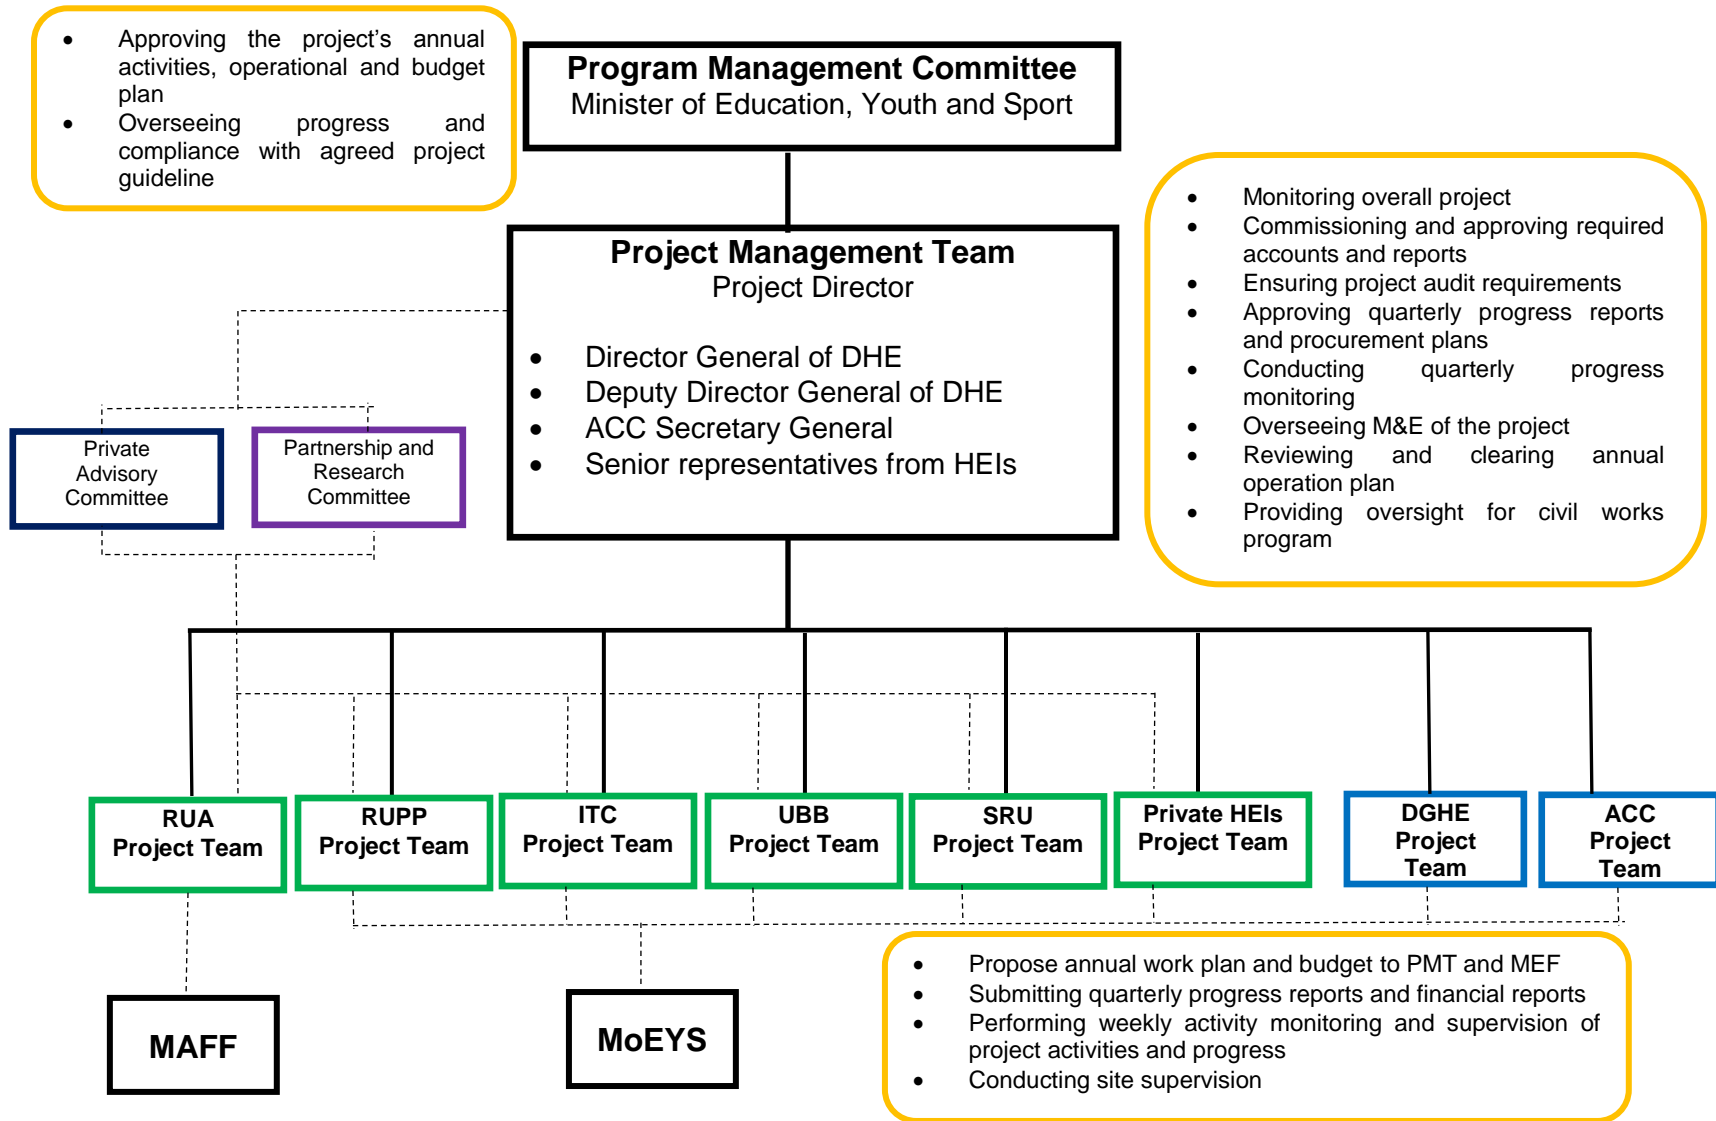 • Approving the project's annual
activities, operational and budget
plan
• Overseeing progress and
compliance with agreed project
guideline
Program Management Committee
Minister of Education, Youth and Sport
• Monitoring overall project
• Commissioning and approving required
accounts and reports
• Ensuring project audit requirements
• Approving quarterly progress reports
and procurement plans
• Conducting quarterly progress
monitoring
• Overseeing M&E of the project
• Reviewing and clearing annual
operation plan
• Providing oversight for civil works
program
Project Management Team
Project Director
• Director General of DHE
• Deputy Director General of DHE
• ACC Secretary General
• Senior representatives from HEIs
Private
Advisory
Committee
Partnership and
Research
Committee
RUA
Project Team
RUPP
Project Team
ITC
Project Team
UBB
Project Team
SRU
Project Team
Private HEIs
Project Team
DGHE
Project
Team
ACC
Project
Team
MAFF
MoEYS
• Propose annual work plan and budget to PMT and MEF
• Submitting quarterly progress reports and financial reports
• Performing weekly activity monitoring and supervision of
project activities and progress
• Conducting site supervision